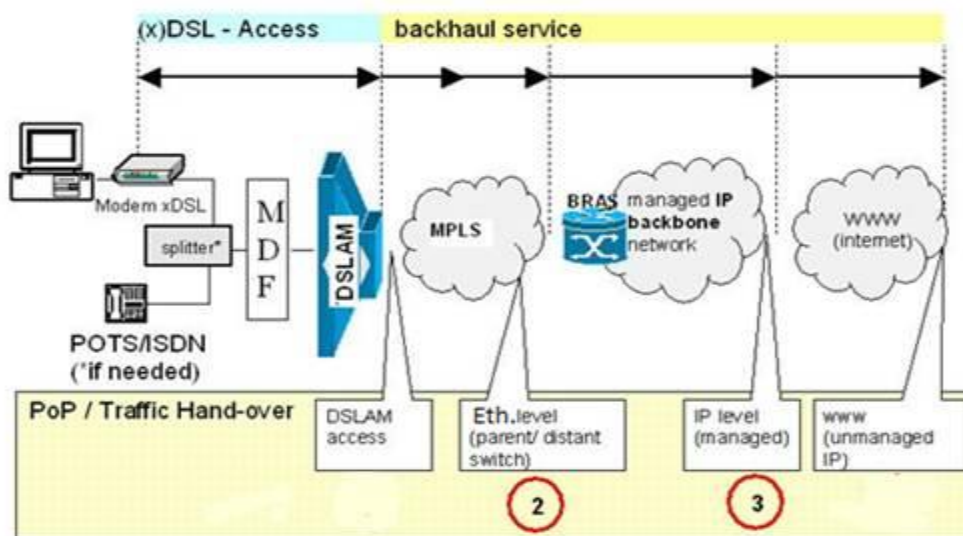 (x)DSL - Access
backhaul service
Modem xDSL
splitter*
M
D
F
DSLAM
MPLS
BRAS
managed IP
backbone
network
WWW
(internet)
POTS/ISDN
(*if needed)
PoP / Traffic Hand-over
DSLAM
access
Eth.level
(parent/ distant
switch)
IP level
(managed)
www
(unmanaged
IP)
2
3